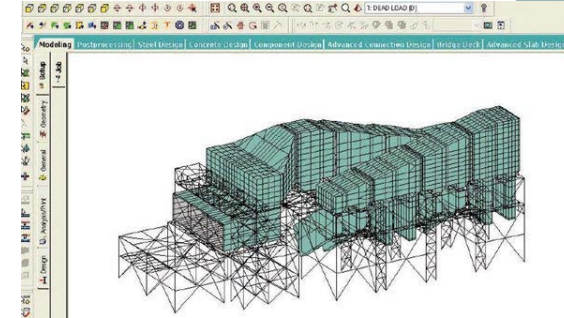 1: DEAD LOAD (D)
Modeling
Postprocessing
Steel Design
Concrete Design
Component Design
Advanced Connection Design
Bridge Deck
Advanced Slab Design
Job
Setup
Geometry
General
Analysis/Print
Design